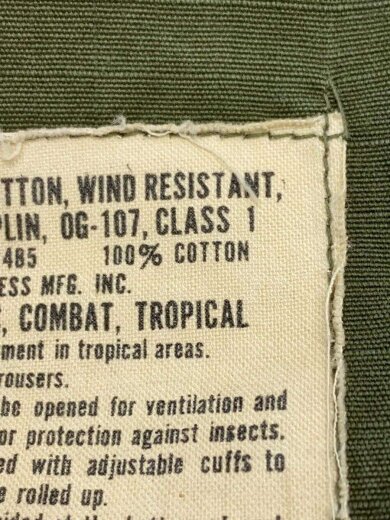 TTON, WIND RESISTANT,
PLIN, OG-107, CLASS 1
485 100% COTTON
ESS MFG. INC.
, COMBAT, TROPICAL
ment in tropical areas.
rousers.
be opened for ventilation and
or protection against insects.
ed with adjustable cuffs to
e rolled up.